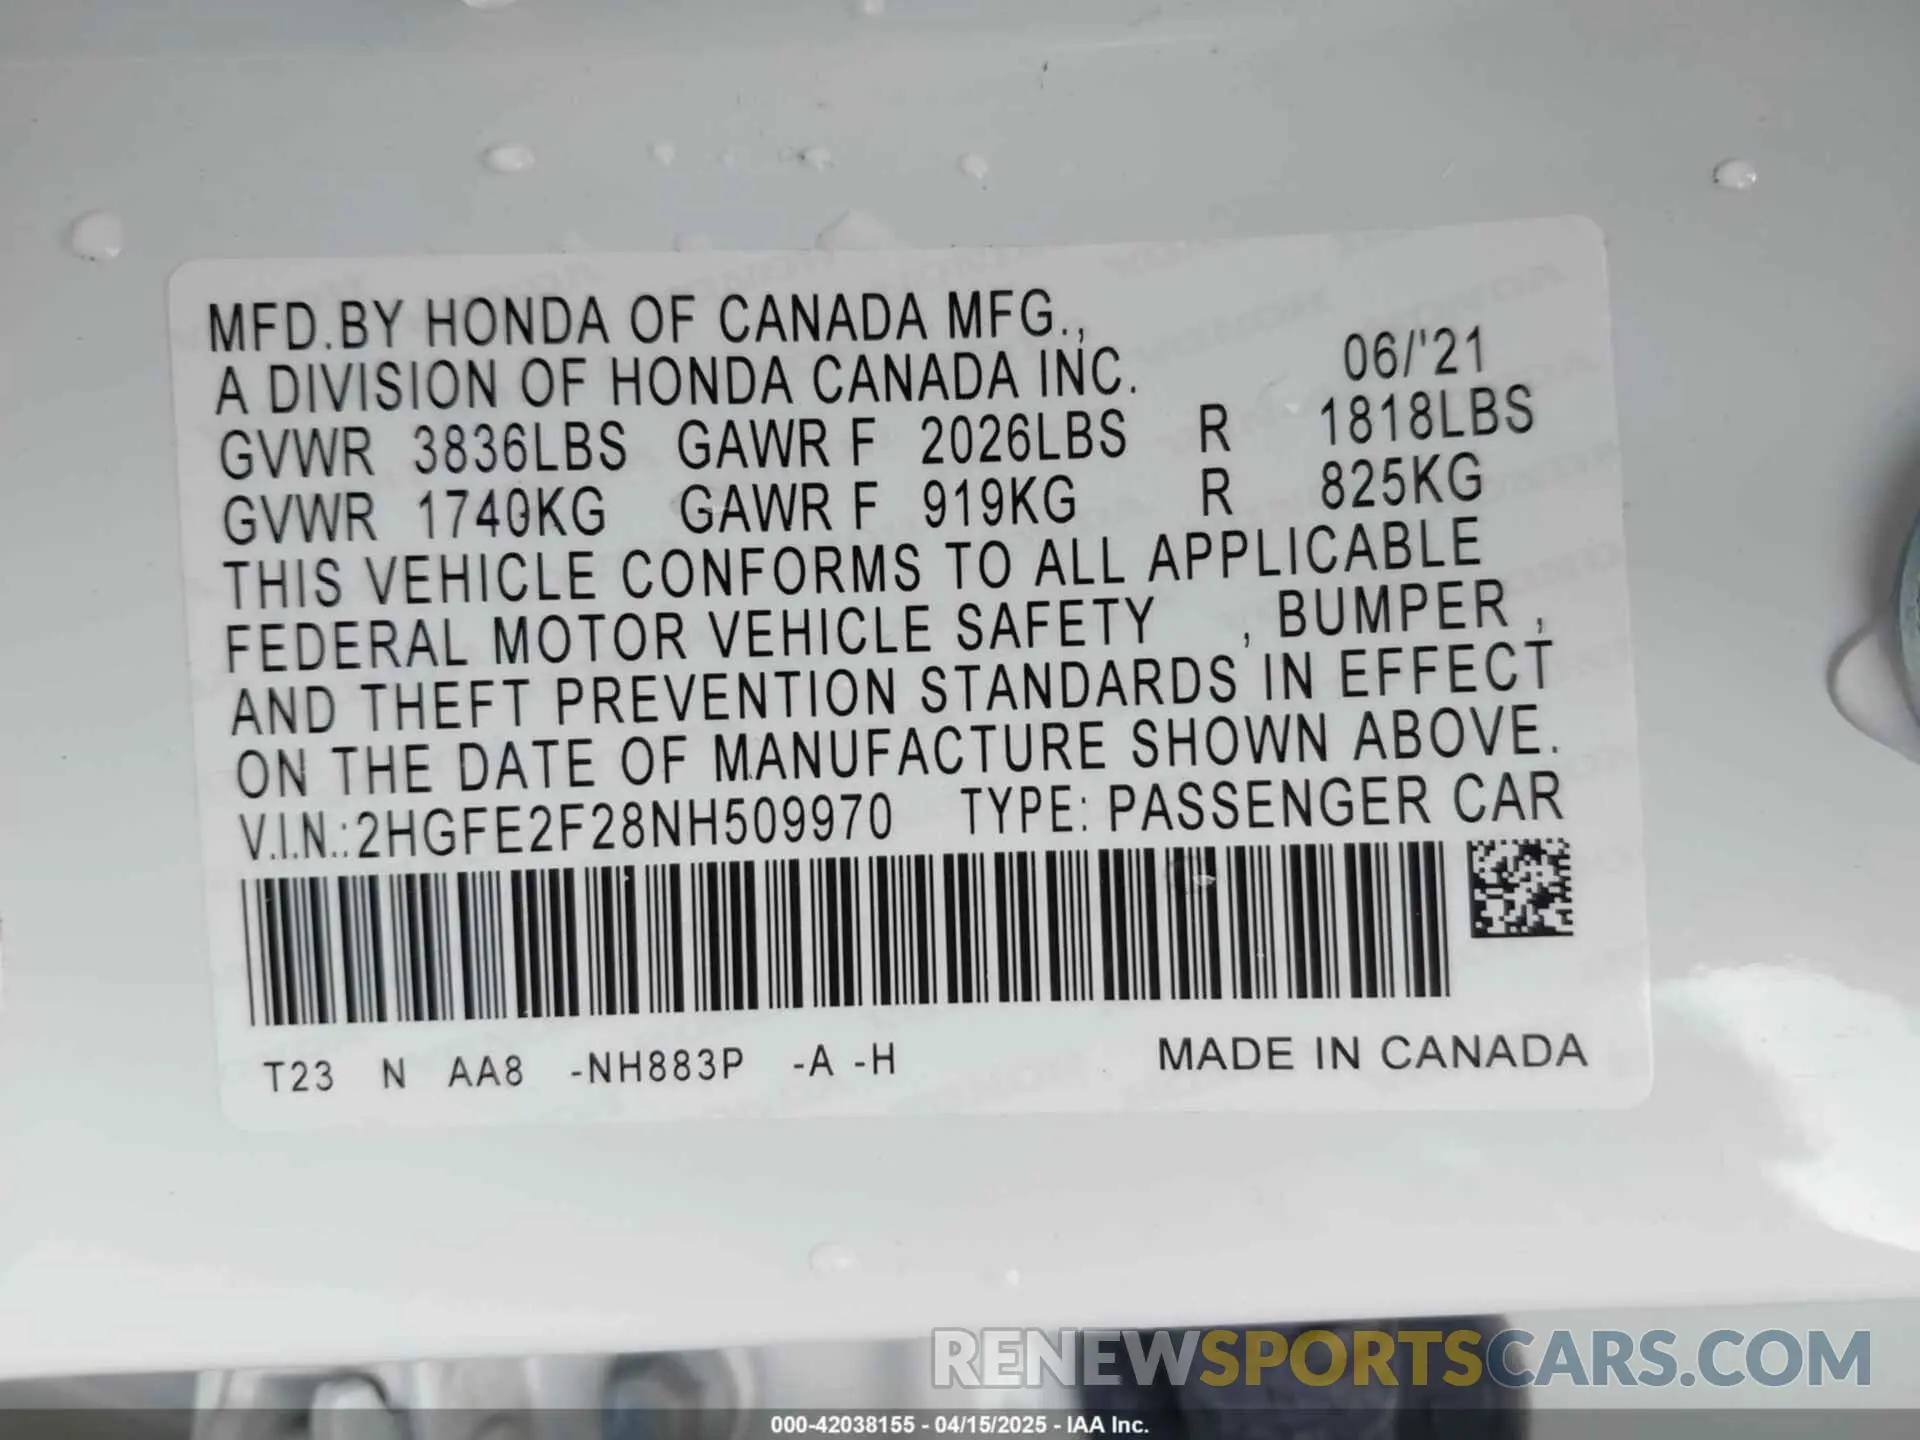 MFD.BY HONDA OF CANADA MFG.,
A DIVISION OF HONDA CANADA INC. 06/'21
GVWR 3836LBS GAWR F 2026LBS R 1818LBS
GVWR 1740KG GAWR F 919KG R 825KG
THIS VEHICLE CONFORMS TO ALL APPLICABLE
FEDERAL MOTOR VEHICLE SAFETY , BUMPER ,
AND THEFT PREVENTION STANDARDS IN EFFECT
ON THE DATE OF MANUFACTURE SHOWN ABOVE.
V.I.N.:2HGFE2F28NH509970 TYPE: PASSENGER CAR
T23 N AA8 -NH883P -A -H MADE IN CANADA
RENEWSPORTSCARS.COM
000-42038155 - 04/15/2025 - IAA Inc.